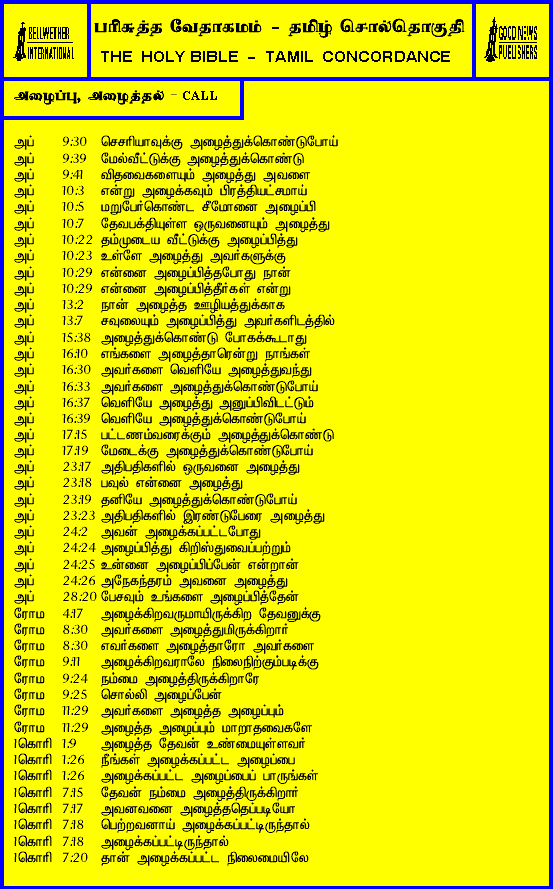 BELLWETHER
INTERNATIONAL
பரிசுத்த வேதாகமம் - தமிழ் சொல்தொகுதி
THE HOLY BIBLE - TAMIL CONCORDANCE
GOOD NEWS
PUBLISHERS
அழைப்பு, அழைத்தல் - CALL
அப் 9:30 செசரியாவுக்கு அழைத்துக்கொண்டுபோய்
அப் 9:39 மேல்வீட்டுக்கு அழைத்துக்கொண்டு
அப் 9:41 விதவைகளையும் அழைத்து அவளை
அப் 10:3 என்று அழைக்கவும் பிரத்தியட்சமாய்
அப் 10:5 மறுபேர்கொண்ட சீமோனை அழைப்பி
அப் 10:7 தேவபக்தியுள்ள ஒருவனையும் அழைத்து
அப் 10:22 தம்முடைய வீட்டுக்கு அழைப்பித்து
அப் 10:23 உள்ளே அழைத்து அவர்களுக்கு
அப் 10:29 என்னை அழைப்பித்தபோது நான்
அப் 10:29 என்னை அழைப்பித்தீர்கள் என்று
அப் 13:2 நான் அழைத்த ஊழியத்துக்காக
அப் 13:7 சவுலையும் அழைப்பித்து அவர்களிடத்தில்
அப் 15:38 அழைத்துக்கொண்டு போகக்கூடாது
அப் 16:10 எங்களை அழைத்தாரென்று நாங்கள்
அப் 16:30 அவர்களை வெளியே அழைத்துவந்து
அப் 16:33 அவர்களை அழைத்துக்கொண்டுபோய்
அப் 16:37 வெளியே அழைத்து அனுப்பிவிடட்டும்
அப் 16:39 வெளியே அழைத்துக்கொண்டுபோய்
அப் 17:15 பட்டணம்வரைக்கும் அழைத்துக்கொண்டு
அப் 17:19 மேடைக்கு அழைத்துக்கொண்டுபோய்
அப் 23:17 அதிபதிகளில் ஒருவனை அழைத்து
அப் 23:18 பவுல் என்னை அழைத்து
அப் 23:19 தனியே அழைத்துக்கொண்டுபோய்
அப் 23:23 அதிபதிகளில் இரண்டுபேரை அழைத்து
அப் 24:2 அவன் அழைக்கப்பட்டபோது
அப் 24:24 அழைப்பித்து கிறிஸ்துவைப்பற்றும்
அப் 24:25 உன்னை அழைப்பிப்பேன் என்றான்
அப் 24:26 அநேகந்தரம் அவனை அழைத்து
அப் 28:20 பேசவும் உங்களை அழைப்பித்தேன்
ரோம 4:17 அழைக்கிறவருமாயிருக்கிற தேவனுக்கு
ரோம 8:30 அவர்களை அழைத்துமிருக்கிறார்
ரோம 8:30 எவர்களை அழைத்தாரோ அவர்களை
ரோம 9:11 அழைக்கிறவராலே நிலைநிற்கும்படிக்கு
ரோம 9:24 நம்மை அழைத்திருக்கிறாரே
ரோம 9:25 சொல்லி அழைப்பேன்
ரோம 11:29 அவர்களை அழைத்த அழைப்பும்
ரோம 11:29 அழைத்த அழைப்பும் மாறாதவைகளே
1கொரி 1:9 அழைத்த தேவன் உண்மையுள்ளவர்
1கொரி 1:26 நீங்கள் அழைக்கப்பட்ட அழைப்பை
1கொரி 1:26 அழைக்கப்பட்ட அழைப்பைப் பாருங்கள்
1கொரி 7:15 தேவன் நம்மை அழைத்திருக்கிறார்
1கொரி 7:17 அவனவனை அழைத்ததெப்படியோ
1கொரி 7:18 பெற்றவனாய் அழைக்கப்பட்டிருந்தால்
1கொரி 7:18 அழைக்கப்பட்டிருந்தால்
1கொரி 7:20 தான் அழைக்கப்பட்ட நிலைமையிலே